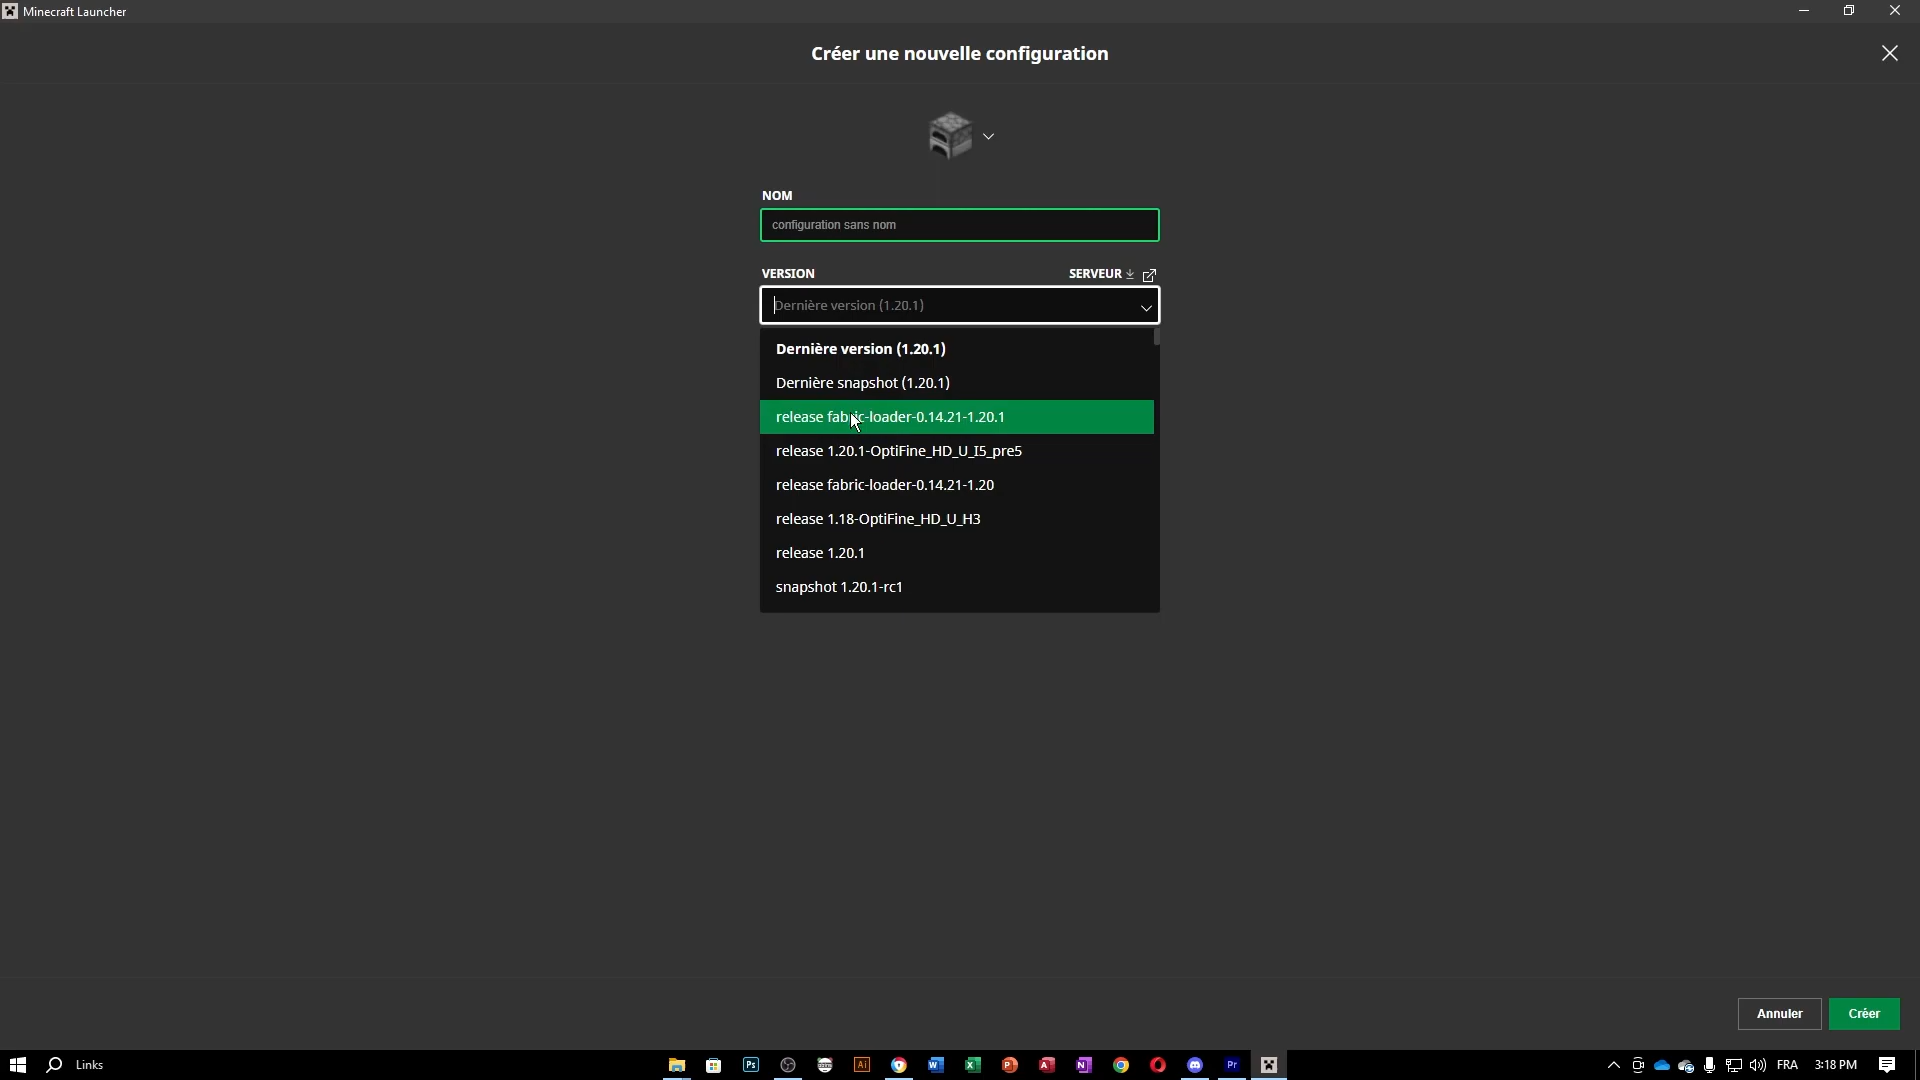 Minecraft Launcher
Créer une nouvelle configuration
NOM
configuration sans nom
VERSION
SERVEUR
Dernière version (1.20.1)
Dernière version (1.20.1)
Dernière snapshot (1.20.1)
release fabric-loader-0.14.21-1.20.1
release 1.20.1-OptiFine_HD_U_I5_pre5
release fabric-loader-0.14.21-1.20
release 1.18-OptiFine_HD_U_H3
release 1.20.1
snapshot 1.20.1-rc1
Annuler
Créer
Links
Ps
Ai
Pr
FRA
3:18 PM